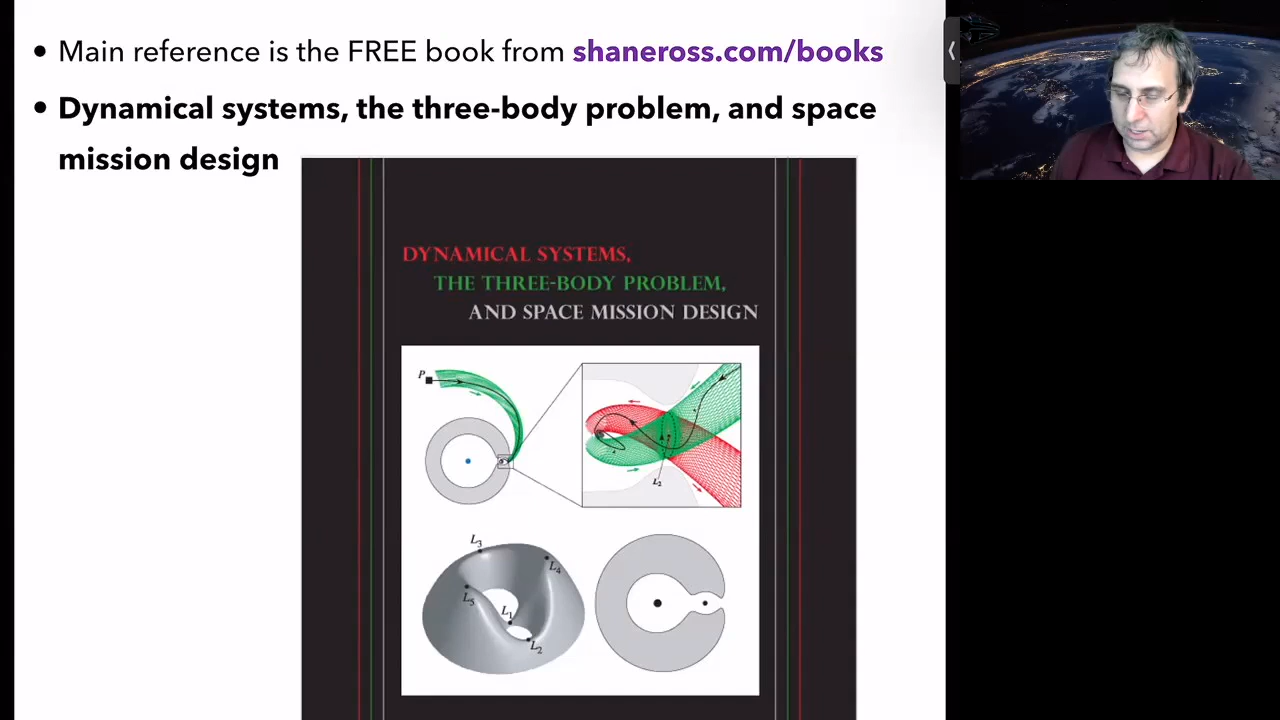 • Main reference is the FREE book from shaneross.com/books
• Dynamical systems, the three-body problem, and space
mission design
DYNAMICAL SYSTEMS,
THE THREE-BODY PROBLEM,
AND SPACE MISSION DESIGN
P
L2
L3
L4
L5
L1
L2